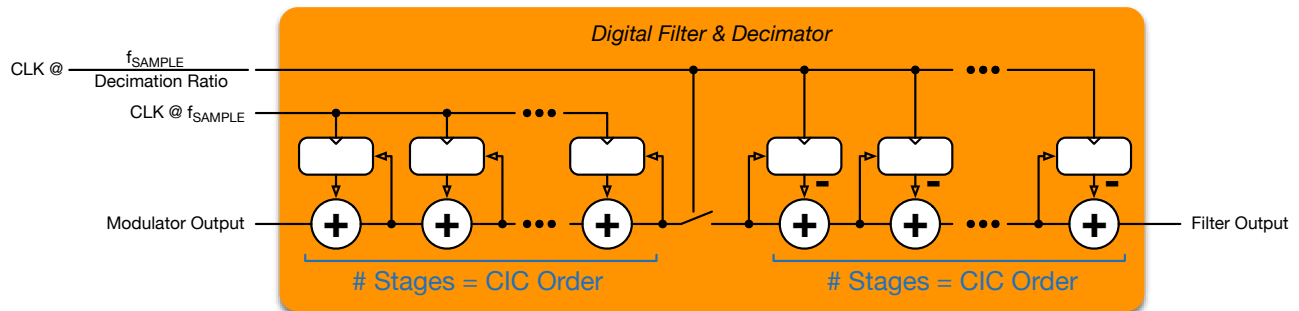 Digital Filter & Decimator
CLK @ fSAMPLE
Decimation Ratio
CLK @ fSAMPLE
Modulator Output
+ + ••• + + + ••• +
Filter Output
# Stages = CIC Order
# Stages = CIC Order